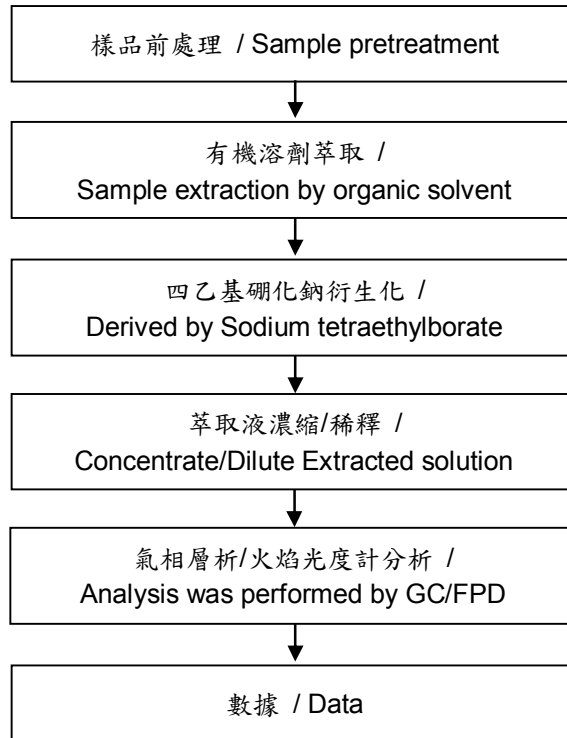 樣品前處理 / Sample pretreatment
有機溶劑萃取 /
Sample extraction by organic solvent
四乙基硼化鈉衍生化 /
Derived by Sodium tetraethylborate
萃取液濃縮/稀釋 /
Concentrate/Dilute Extracted solution
氣相層析/火焰光度計分析 /
Analysis was performed by GC/FPD
數據 / Data